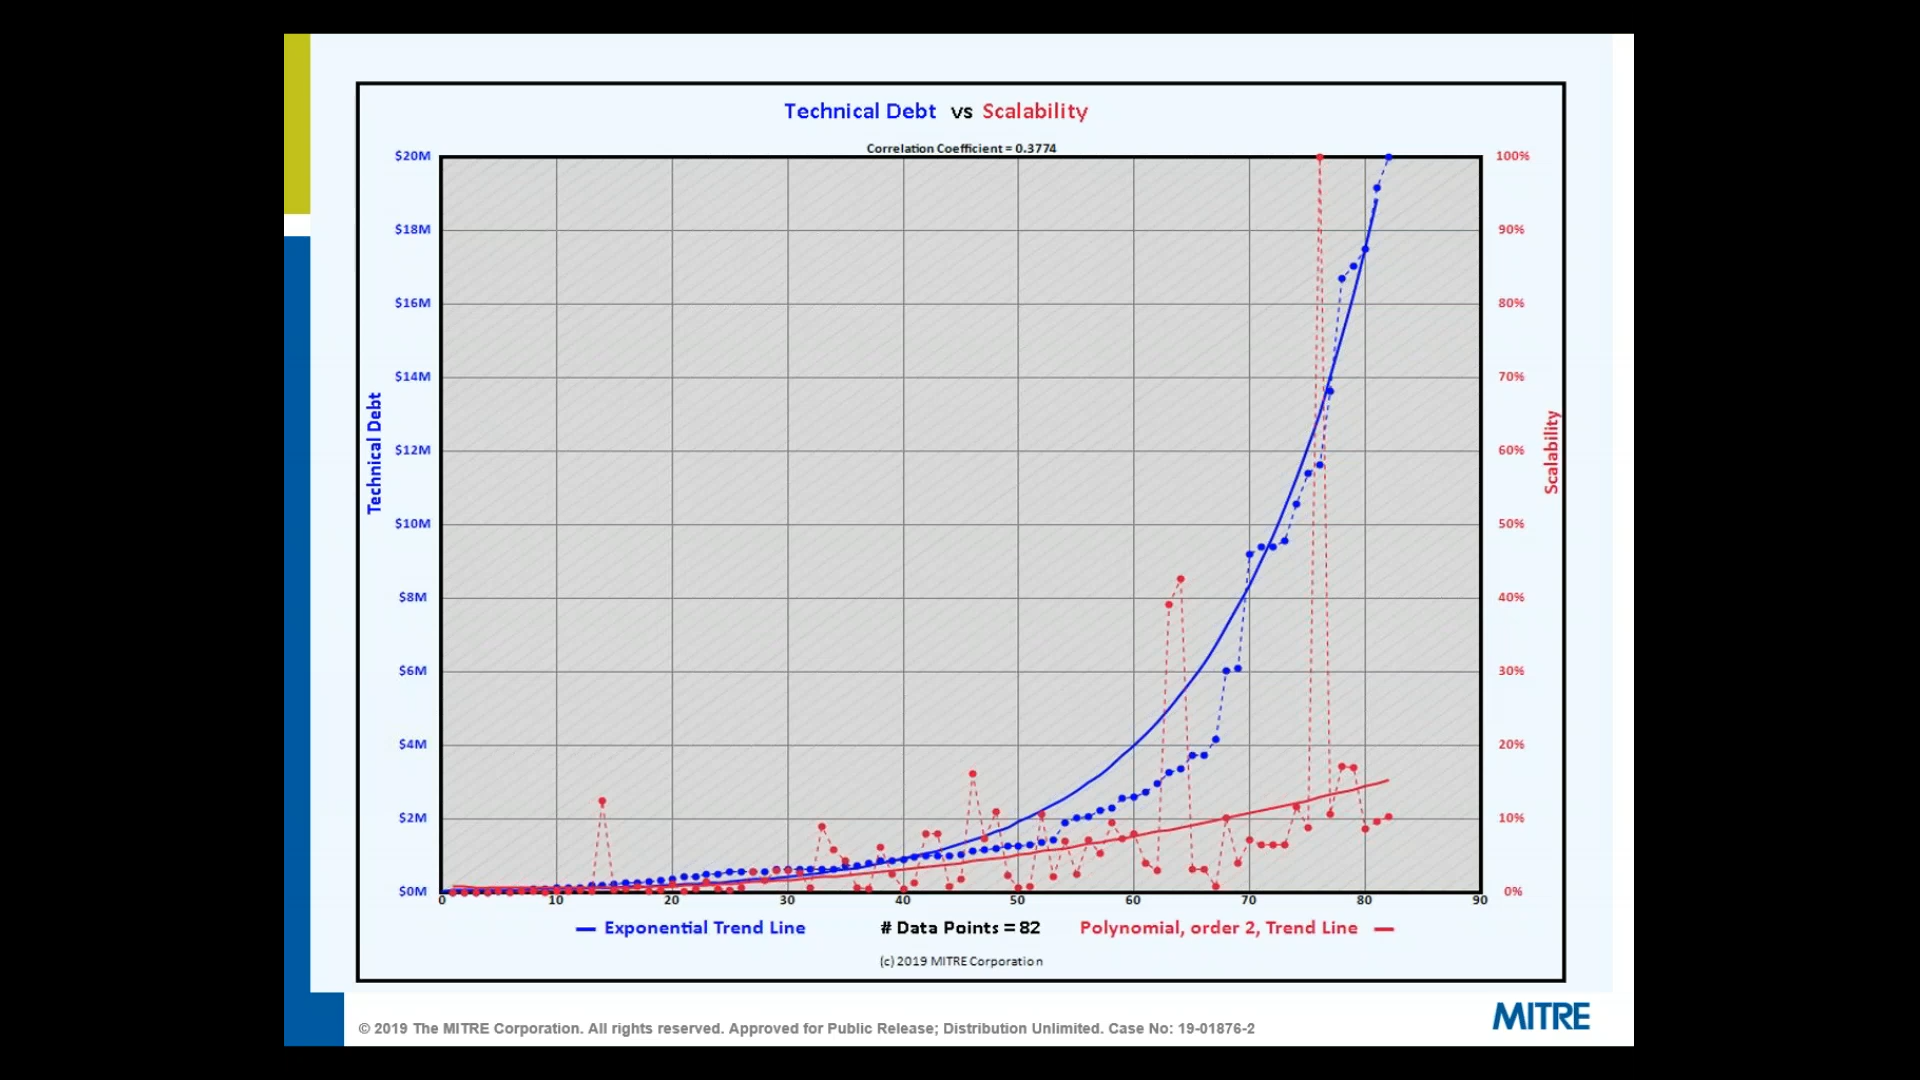 Technical Debt vs Scalability
Correlation Coefficient = 0.3774
$20M
$18M
$16M
$14M
$12M
$10M
$8M
$6M
$4M
$2M
$0M
Technical Debt
100%
90%
80%
70%
60%
50%
40%
30%
20%
10%
0%
Scalability
0 10 20 30 40 50 60 70 80 90
Exponential Trend Line # Data Points = 82 Polynomial, order 2, Trend Line
(c) 2019 MITRE Corporation
© 2019 The MITRE Corporation. All rights reserved. Approved for Public Release; Distribution Unlimited. Case No: 19-01876-2
MITRE